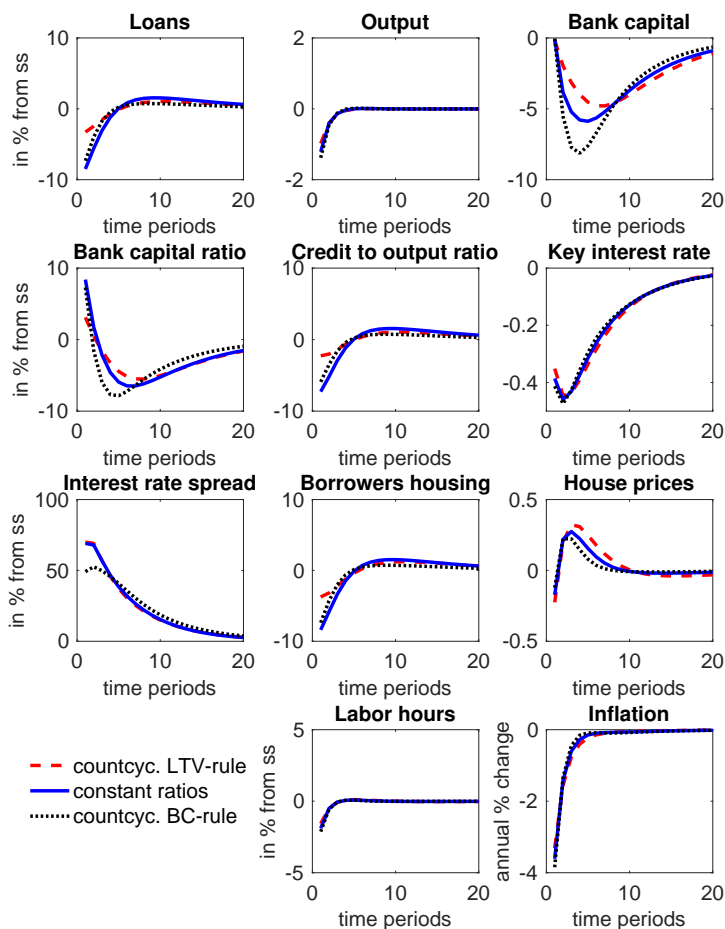 Loans
Output
Bank capital
in % from ss
10
0
-10
0 10 20
time periods
2
0
-2
0 10 20
time periods
0
-5
-10
0 10 20
time periods
Bank capital ratio
Credit to output ratio
Key interest rate
in % from ss
10
0
-10
0 10 20
time periods
10
0
-10
0 10 20
time periods
0
-0.2
-0.4
0 10 20
time periods
Interest rate spread
Borrowers housing
House prices
in % from ss
100
50
0
0 10 20
time periods
10
0
-10
0 10 20
time periods
0.5
0
-0.5
0 10 20
time periods
countcyc. LTV-rule
constant ratios
countcyc. BC-rule
Labor hours
in % from ss
5
0
-5
0 10 20
time periods
Inflation
annual % change
0
-2
-4
0 10 20
time periods